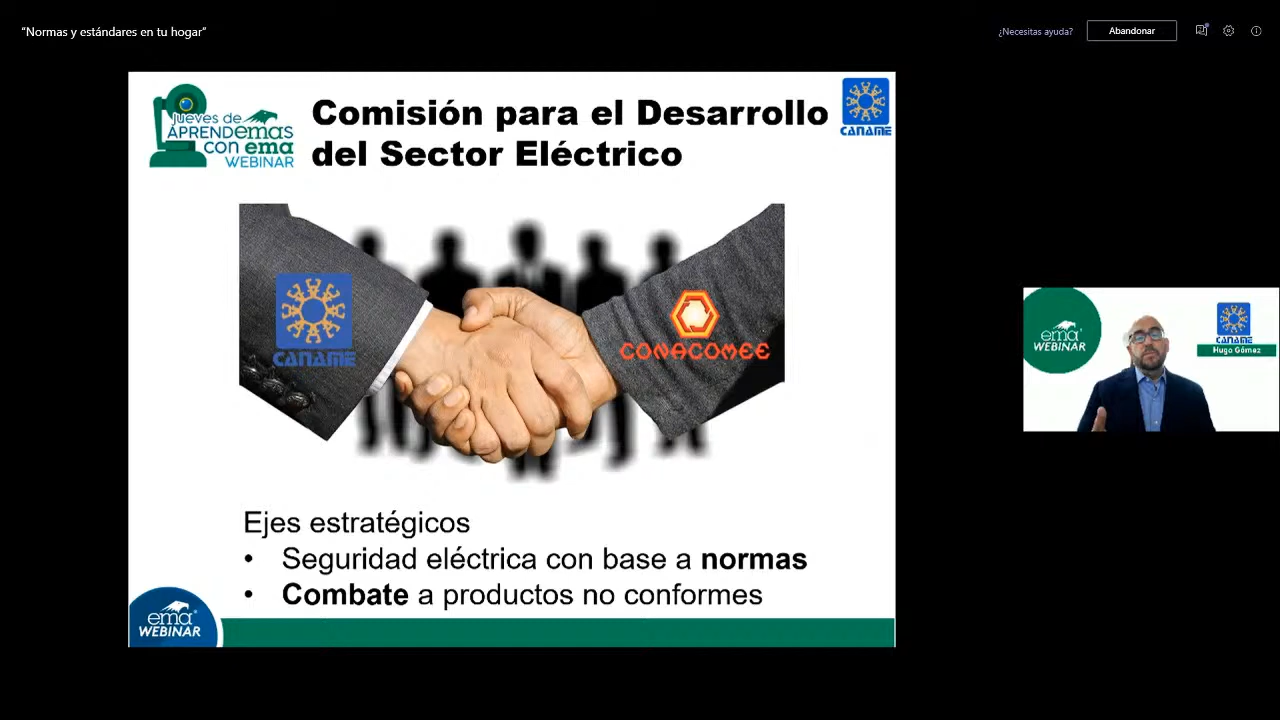 “Normas y estándares en tu hogar”
¿Necesitas ayuda?
Abandonar
jueves de
APRENDEMAS
con ema
WEBINAR
Comisión para el Desarrollo
del Sector Eléctrico
CANAME
CANAME
CONACOMEE
ema
WEBINAR
CANAME
Hugo Gómez
Ejes estratégicos
• Seguridad eléctrica con base a normas
• Combate a productos no conformes
ema
WEBINAR